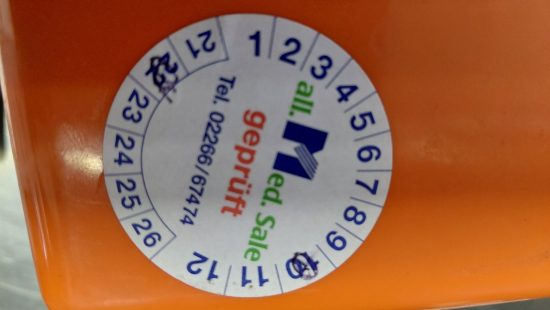 1 2 3 4 5 6 7 8 9 10 11 12
21 22 23 24 25 26
all.Med.Sale
geprüft
Tel. 02266/67474